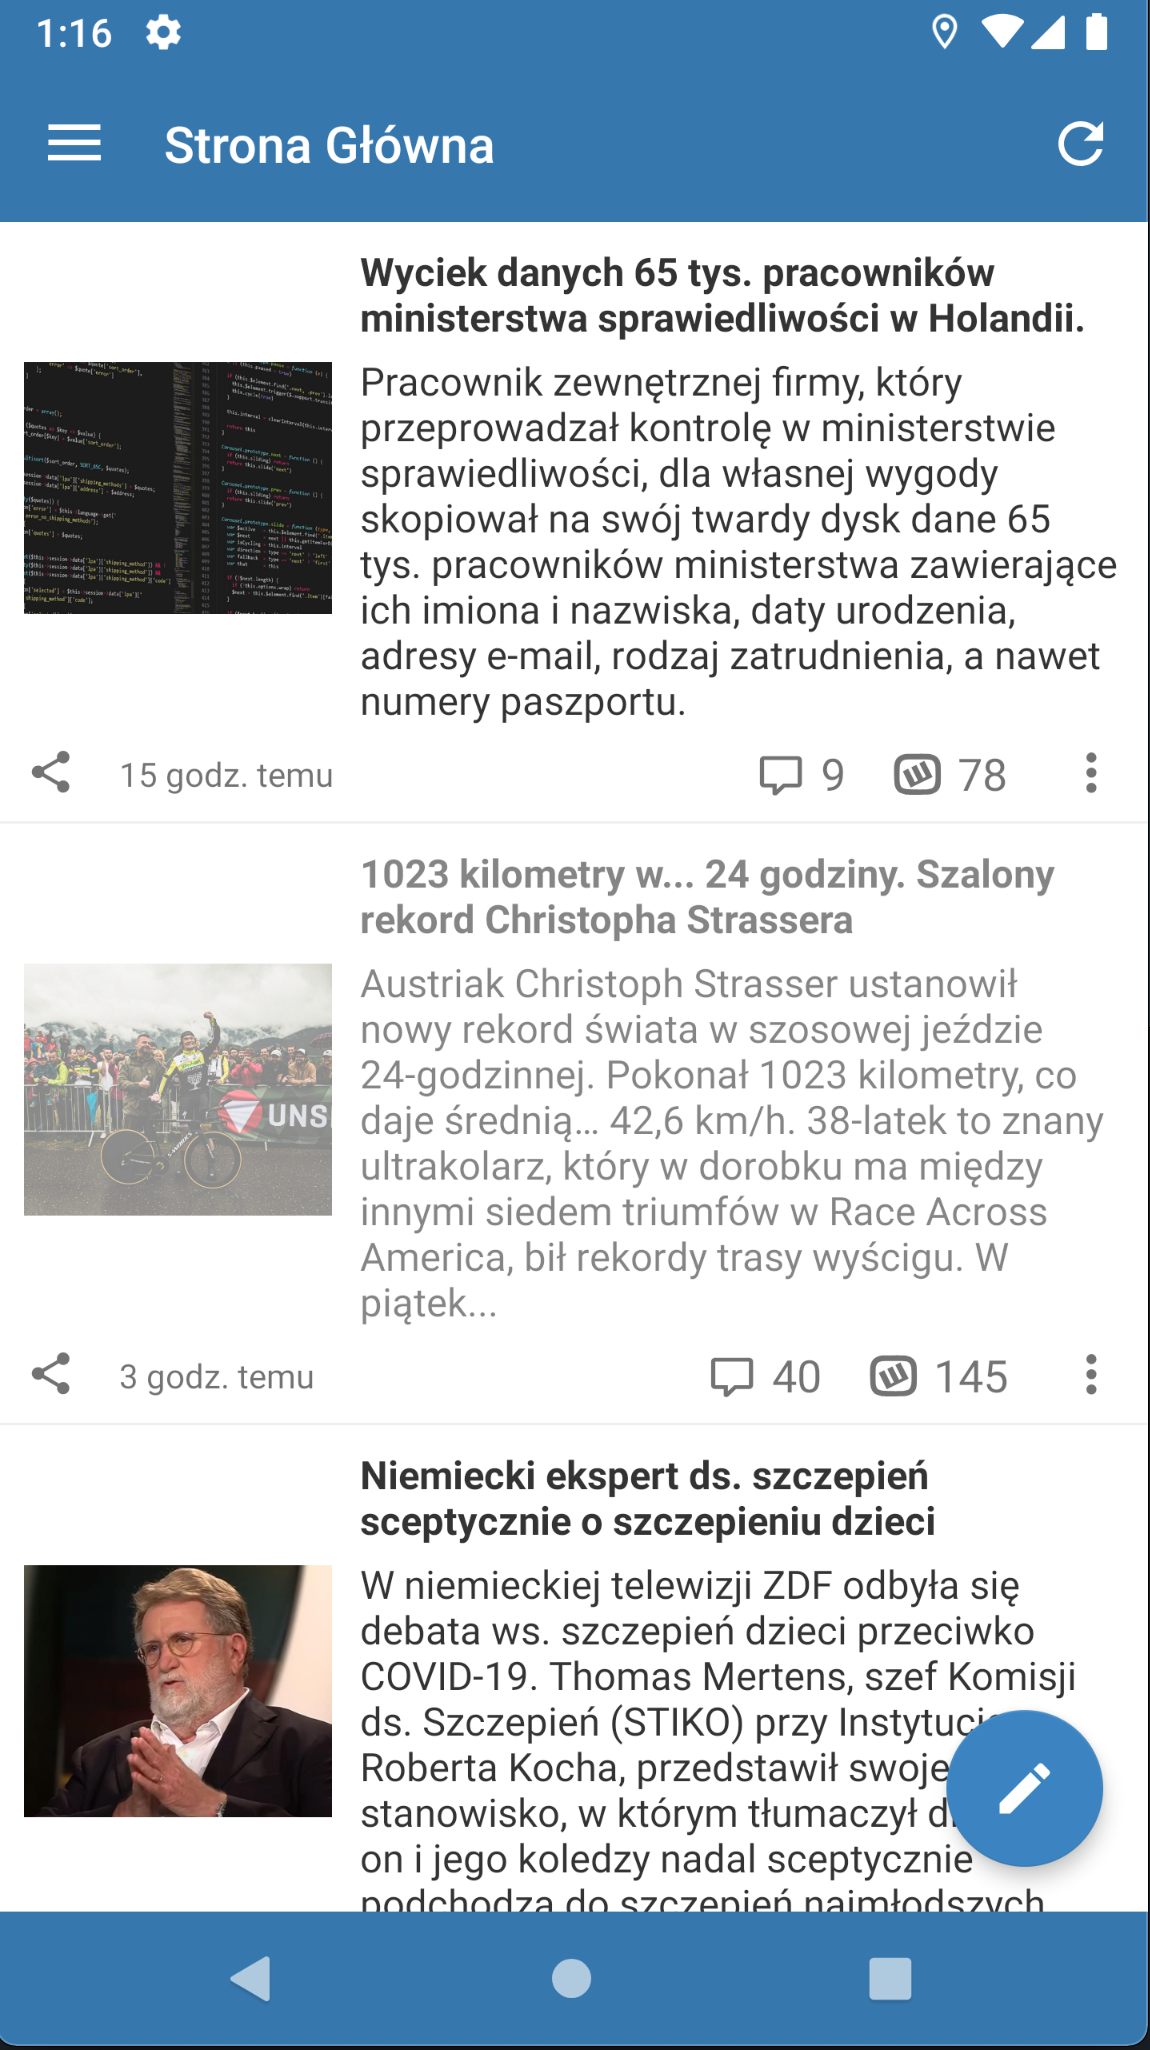 1:16
Strona Główna
Wyciek danych 65 tys. pracowników
ministerstwa sprawiedliwości w Holandii.
Pracownik zewnętrznej firmy, który
przeprowadzał kontrolę w ministerstwie
sprawiedliwości, dla własnej wygody
skopiował na swój twardy dysk dane 65
tys. pracowników ministerstwa zawierające
ich imiona i nazwiska, daty urodzenia,
adresy e-mail, rodzaj zatrudnienia, a nawet
numery paszportu.
15 godz. temu
9
78
1023 kilometry w... 24 godziny. Szalony
rekord Christopha Strassera
Austriak Christoph Strasser ustanowił
nowy rekord świata w szosowej jeździe
24-godzinnej. Pokonał 1023 kilometry, co
daje średnią... 42,6 km/h. 38-latek to znany
ultrakolarz, który w dorobku ma między
innymi siedem triumfów w Race Across
America, bił rekordy trasy wyścigu. W
piątek...
UNS
3 godz. temu
40
145
Niemiecki ekspert ds. szczepień
sceptycznie o szczepieniu dzieci
W niemieckiej telewizji ZDF odbyła się
debata ws. szczepień dzieci przeciwko
COVID-19. Thomas Mertens, szef Komisji
ds. Szczepień (STIKO) przy Instytuci
Roberta Kocha, przedstawił swoje
stanowisko, w którym tłumaczył d
on i jego koledzy nadal sceptycznie
podchodzą do szczepień najmłodszych